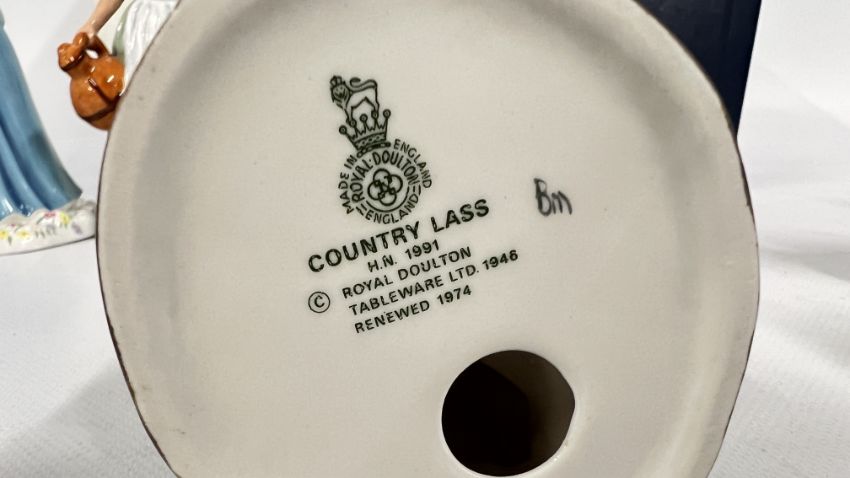 MADE IN ENGLAND
ROYAL·DOULTON
ENGLAND
COUNTRY LASS
H.N. 1991
© ROYAL DOULTON
TABLEWARE LTD. 1946
RENEWED 1974
Bm